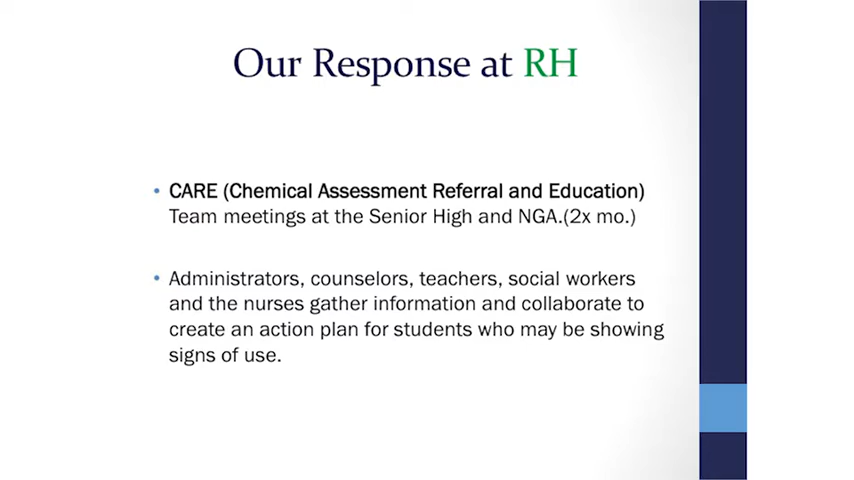 Our Response at RH
• CARE (Chemical Assessment Referral and Education)
Team meetings at the Senior High and NGA.(2x mo.)
• Administrators, counselors, teachers, social workers
and the nurses gather information and collaborate to
create an action plan for students who may be showing
signs of use.